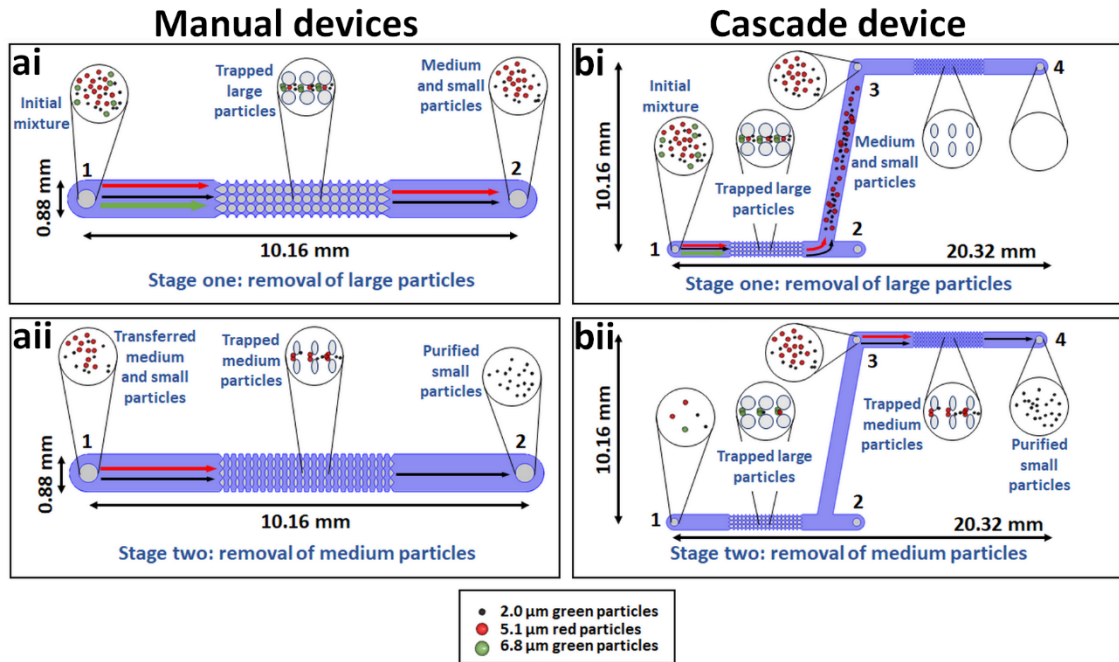 Manual devices
Cascade device
ai
Initial
mixture
Trapped
large
particles
Medium
and small
particles
1
2
0.88 mm
10.16 mm
Stage one: removal of large particles
bi
Initial
mixture
Trapped large
particles
Medium
and small
particles
1
2
3
4
10.16 mm
20.32 mm
Stage one: removal of large particles
aii
Transferred
medium
and small
particles
Trapped
medium
particles
Purified
small
particles
1
2
0.88 mm
10.16 mm
Stage two: removal of medium particles
bii
Trapped large
particles
Trapped
medium
particles
Purified
small
particles
1
2
3
4
10.16 mm
20.32 mm
Stage two: removal of medium particles
2.0 µm green particles
5.1 µm red particles
6.8 µm green particles